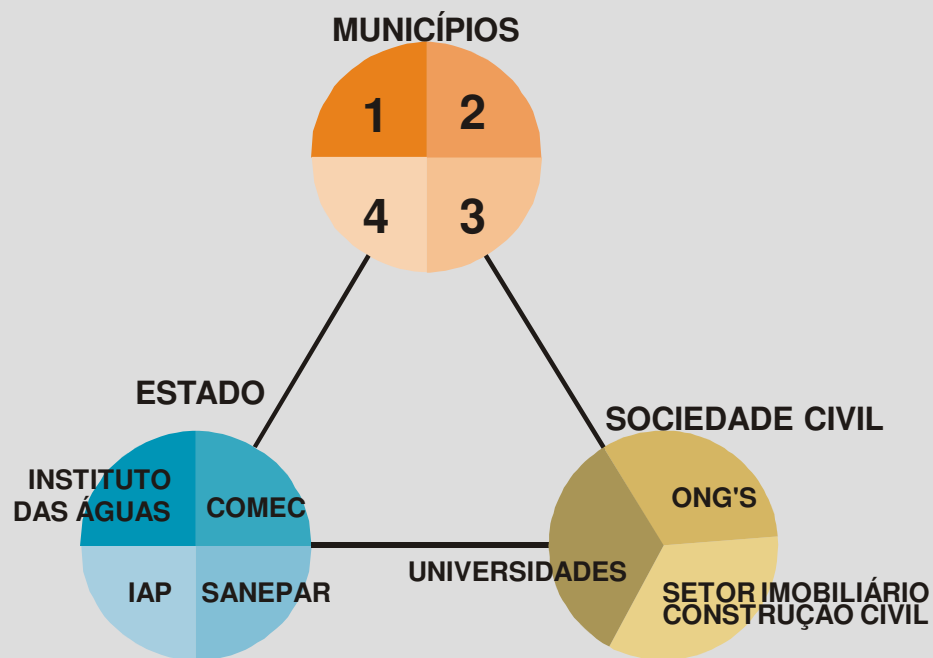 MUNICÍPIOS
1
2
4
3
ESTADO
INSTITUTO
DAS ÁGUAS
COMEC
IAP
SANEPAR
SOCIEDADE CIVIL
ONG'S
UNIVERSIDADES
SETOR IMOBILIÁRIO
CONSTRUÇÃO CIVIL